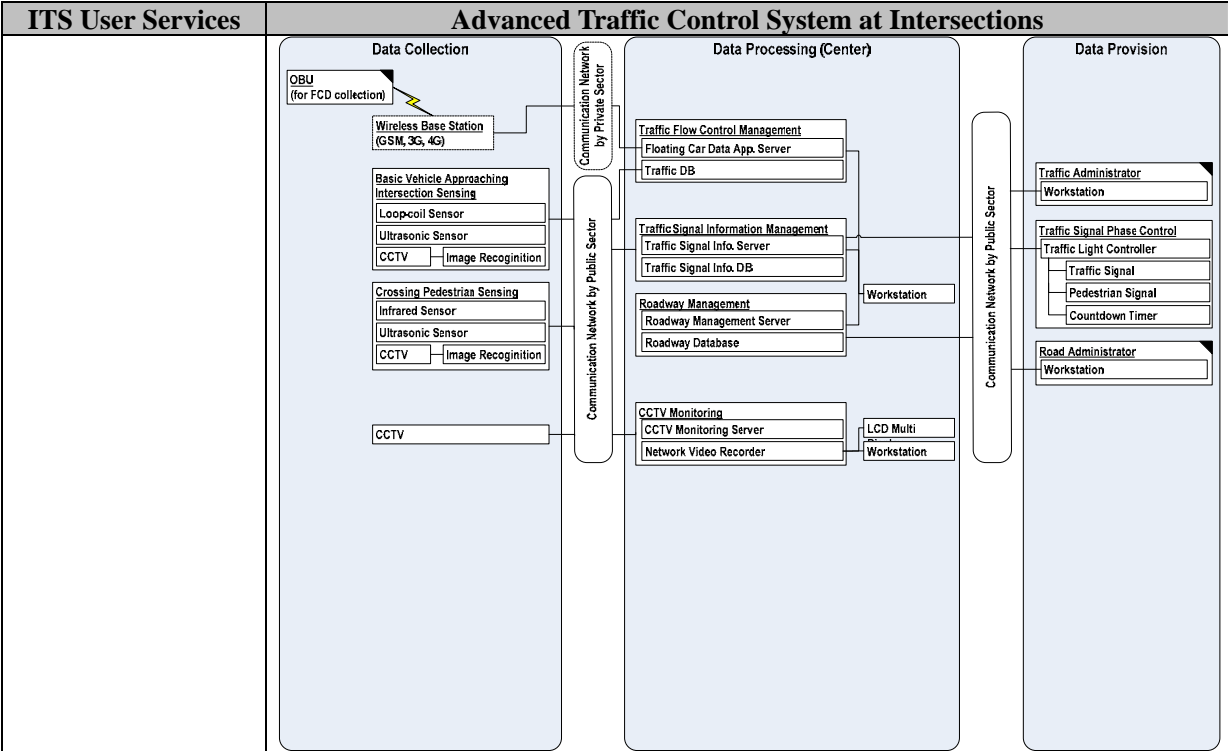 ITS User Services
Advanced Traffic Control System at Intersections
Data Collection
OBU
(for FCD collection)
Wireless Base Station
(GSM, 3G, 4G)
Basic Vehicle Approaching
Intersection Sensing
Loop-coil Sensor
Ultrasonic Sensor
CCTV
Image Recoginition
Crossing Pedestrian Sensing
Infrared Sensor
Ultrasonic Sensor
CCTV
Image Recoginition
CCTV
Communication Network
by Private Sector
Communication Network by Public Sector
Data Processing (Center)
Traffic Flow Control Management
Floating Car Data App. Server
Traffic DB
Traffic Signal Information Management
Traffic Signal Info. Server
Traffic Signal Info. DB
Workstation
Roadway Management
Roadway Management Server
Roadway Database
CCTV Monitoring
CCTV Monitoring Server
Network Video Recorder
LCD Multi
Workstation
Communication Network by Public Sector
Data Provision
Traffic Administrator
Workstation
Traffic Signal Phase Control
Traffic Light Controller
Traffic Signal
Pedestrian Signal
Countdown Timer
Road Administrator
Workstation